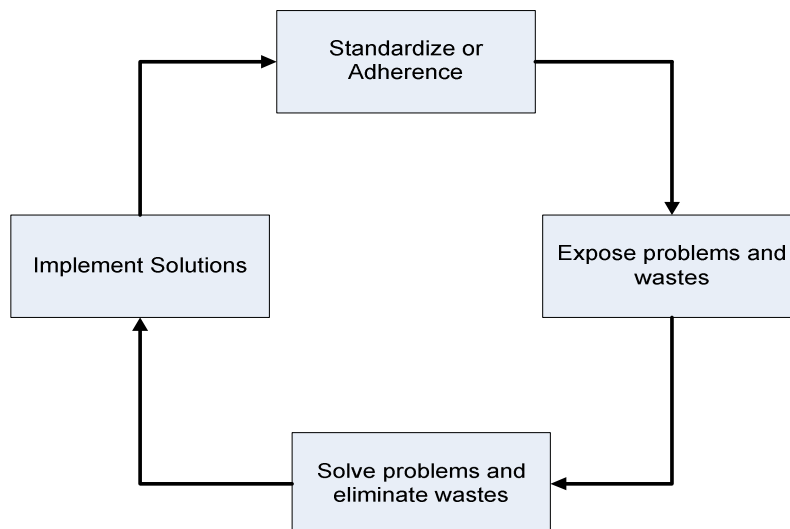 Standardize or
Adherence
Expose problems and
wastes
Solve problems and
eliminate wastes
Implement Solutions